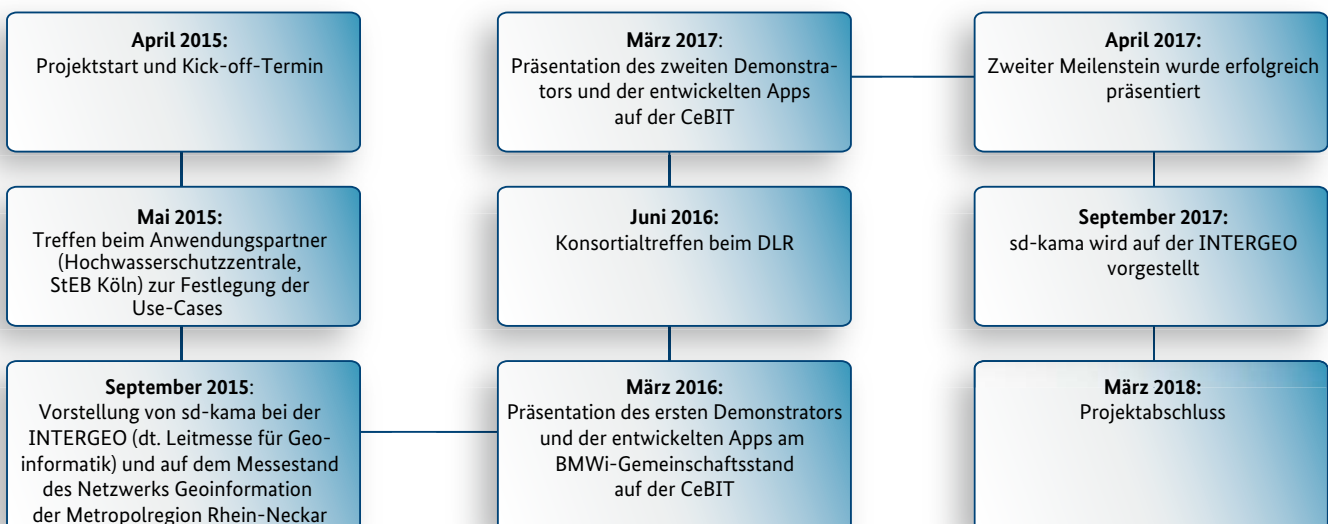 April 2015:
Projektstart und Kick-off-Termin
Mai 2015:
Treffen beim Anwendungspartner
(Hochwasserschutzzentrale,
StEB Köln) zur Festlegung der
Use-Cases
September 2015:
Vorstellung von sd-kama bei der
INTERGEO (dt. Leitmesse für Geo-
informatik) und auf dem Messestand
des Netzwerks Geoinformation
der Metropolregion Rhein-Neckar
März 2016:
Präsentation des ersten Demonstrators
und der entwickelten Apps am
BMWi-Gemeinschaftsstand
auf der CeBIT
Juni 2016:
Konsortialtreffen beim DLR
März 2017:
Präsentation des zweiten Demonstra-
tors und der entwickelten Apps
auf der CeBIT
April 2017:
Zweiter Meilenstein wurde erfolgreich
präsentiert
September 2017:
sd-kama wird auf der INTERGEO
vorgestellt
März 2018:
Projektabschluss